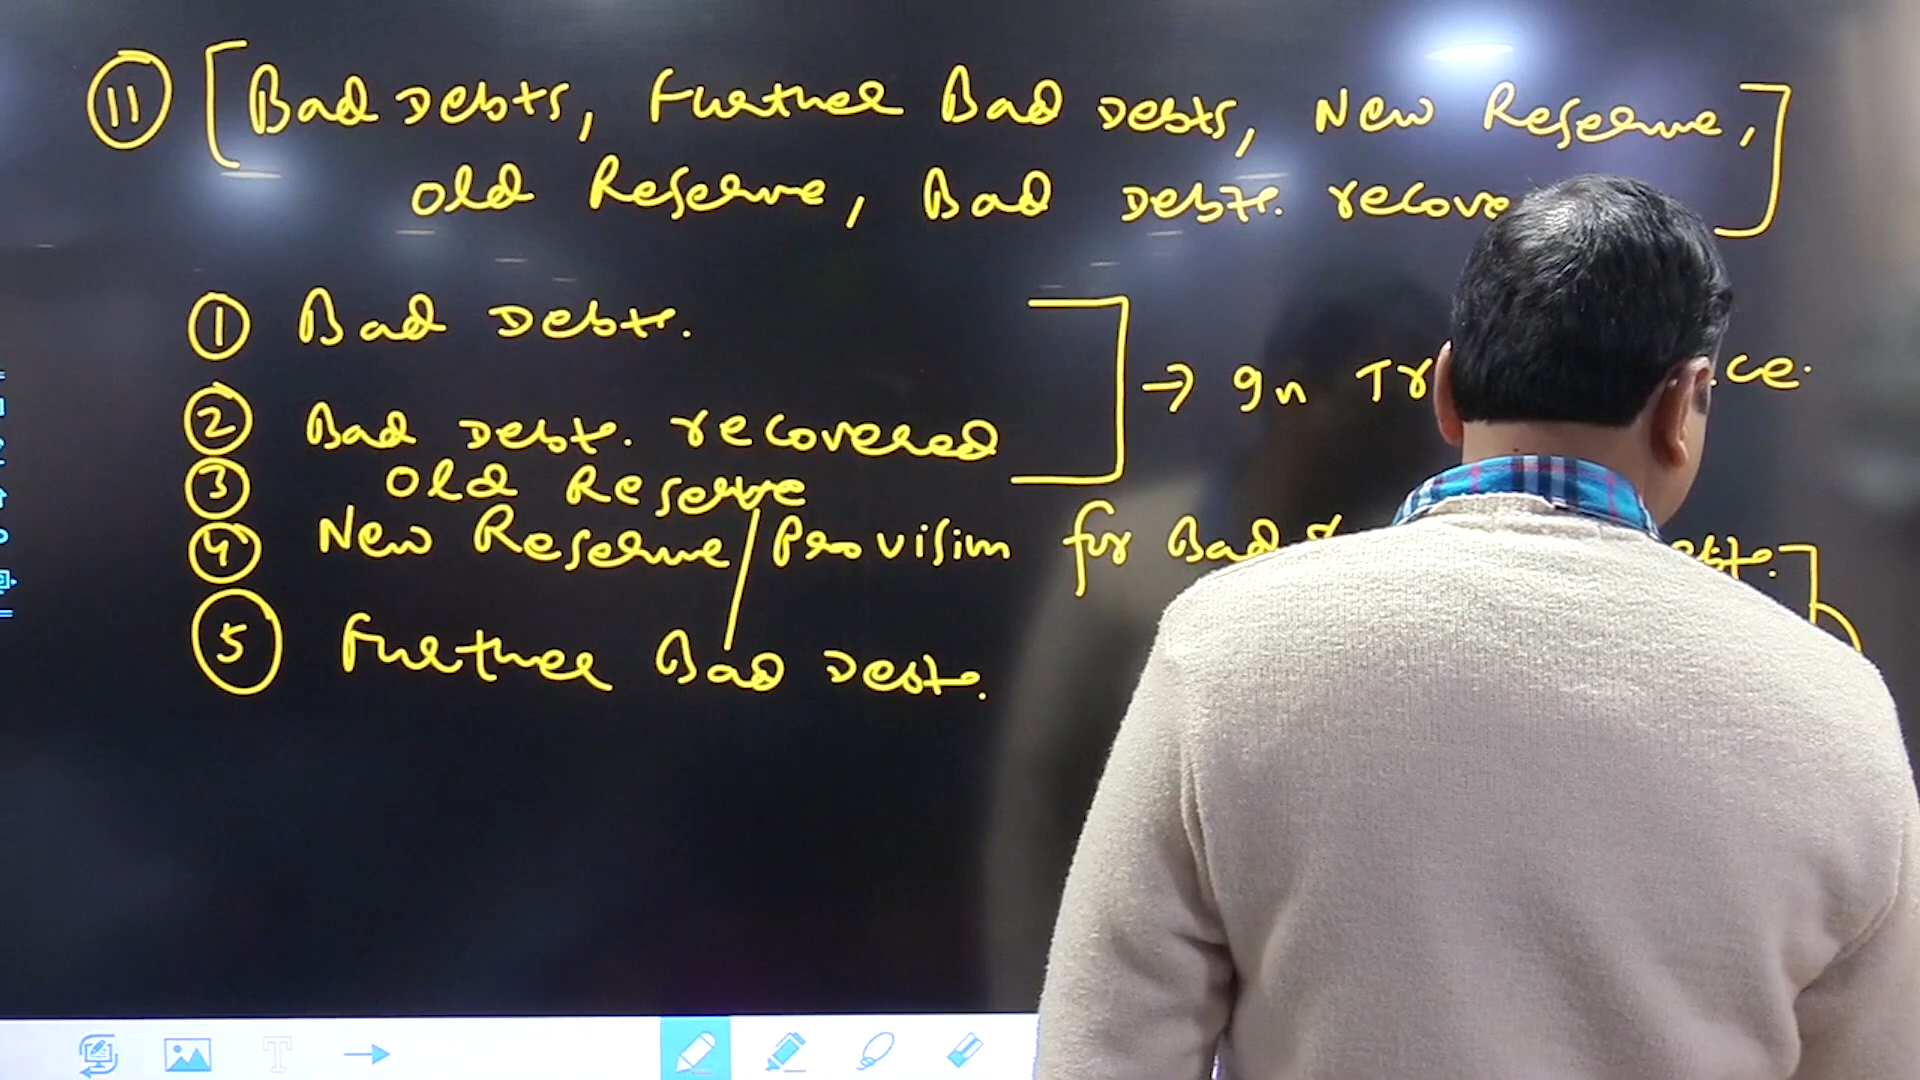 11 [Bad Debts, Further Bad Debts, New Reserve,
old Reserve, Bad Debts. recove]
1 Bad Debts.
→ In Tr ce.
2 Bad Debts. recovered
3 old Reserve
4 New Reserve/Provision for Bad
5 Further Bad Debts.